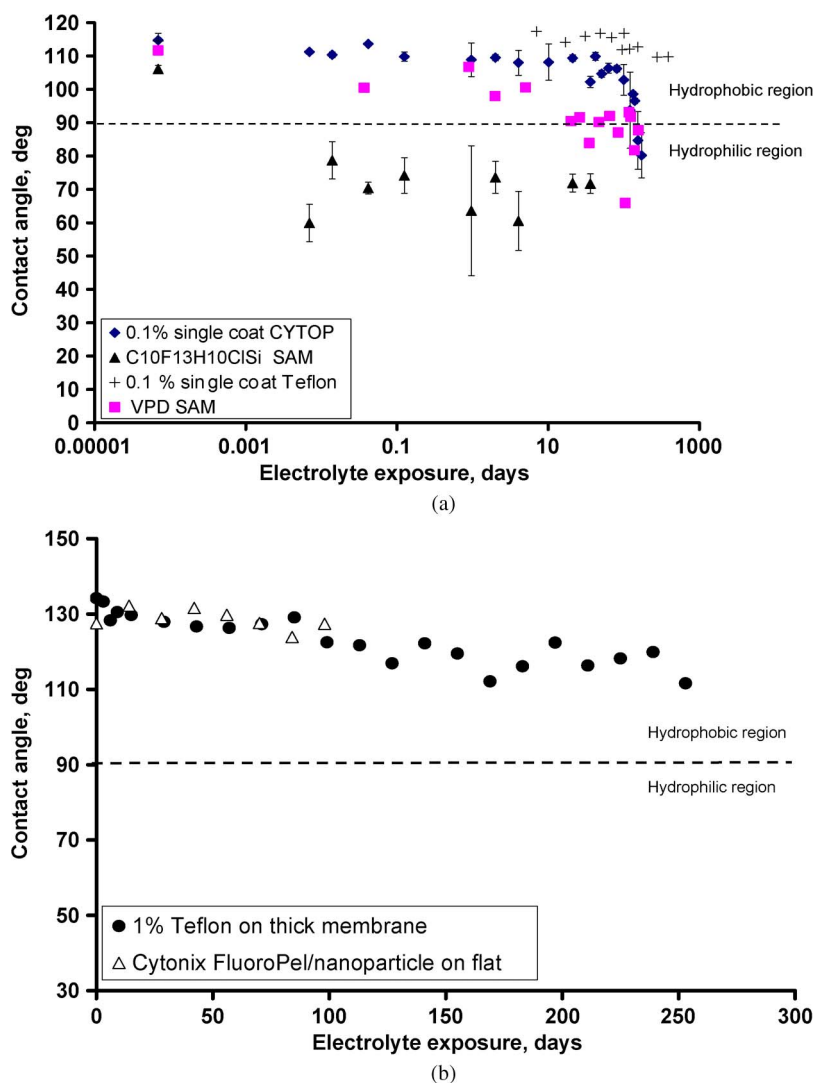 (a)
120
110
100
90
80
70
60
50
40
30
20
10
0
Contact angle, deg
Hydrophobic region
Hydrophilic region
0.1% single coat CYTOP
C10F13H10ClSi SAM
0.1 % single coat Teflon
VPD SAM
0.00001 0.001 0.1 10 1000
Electrolyte exposure, days
(a)
150
130
110
90
70
50
30
Contact angle, deg
Hydrophobic region
Hydrophilic region
1% Teflon on thick membrane
Cytonix FluoroPel/nanoparticle on flat
0 50 100 150 200 250 300
Electrolyte exposure, days
(b)